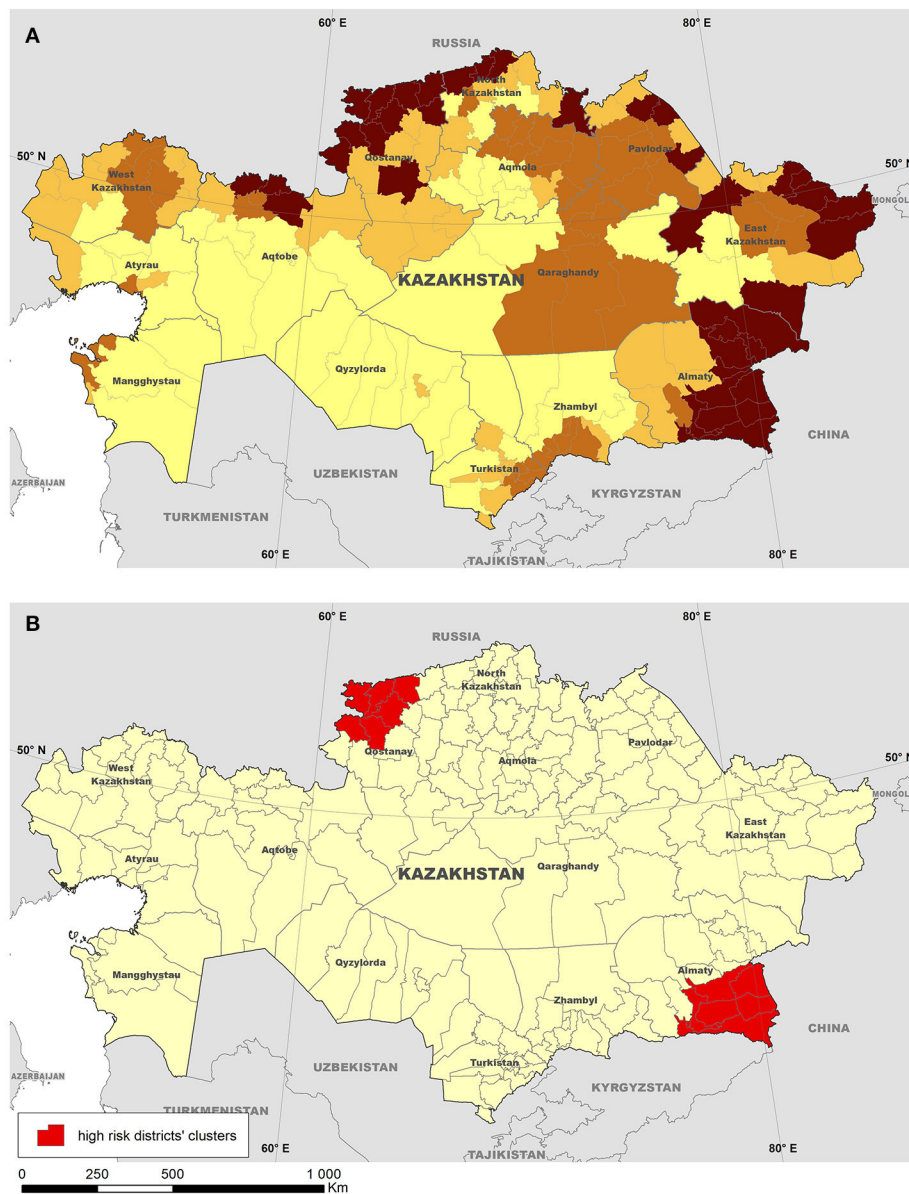 A
60° E
80° E
RUSSIA
North
Kazakhstan
50° N
Qostanay
Pavlodar
50° N
Aqmola
West
Kazakhstan
MONGOL
East
Kazakhstan
Aqtobe
Atyrau
Qaraghandy
KAZAKHSTAN
Qyzylorda
Almaty
Mangghystau
Zhambyl
CHINA
Turkistan
UZBEKISTAN
AZERBAIJAN
KYRGYZSTAN
TURKMENISTAN
60° E
80° E
TAJIKISTAN
B
60° E
80° E
RUSSIA
North
Kazakhstan
50° N
Qostanay
Pavlodar
50° N
Aqmola
West
Kazakhstan
MONGOL
East
Kazakhstan
Aqtobe
Atyrau
Qaraghandy
KAZAKHSTAN
Qyzylorda
Almaty
Mangghystau
Zhambyl
CHINA
Turkistan
UZBEKISTAN
AZERBAIJAN
KYRGYZSTAN
TURKMENISTAN
high risk districts' clusters
60° E
80° E
TAJIKISTAN
0 250 500 1 000
Km